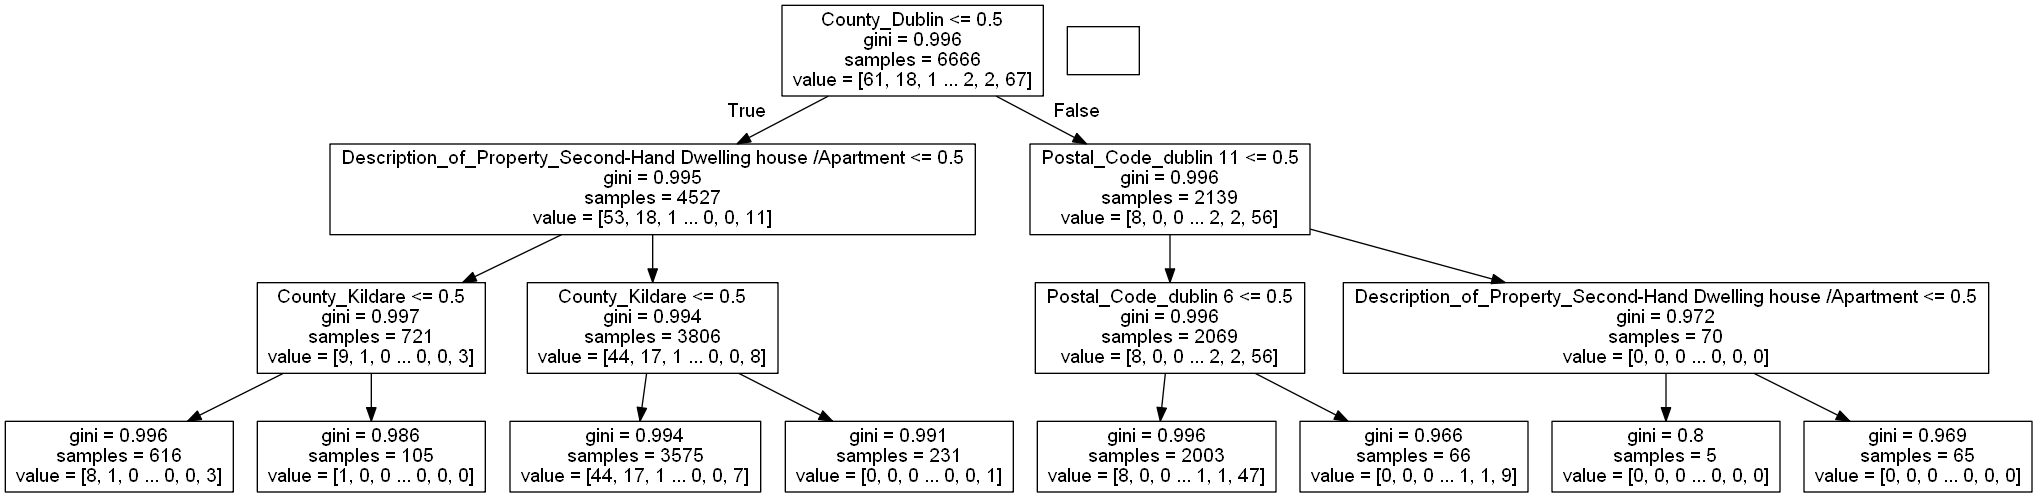 County_Dublin <= 0.5
gini = 0.996
samples = 6666
value = [61, 18, 1 ... 2, 2, 67]
True
False
Description_of_Property_Second-Hand Dwelling house /Apartment <= 0.5
gini = 0.995
samples = 4527
value = [53, 18, 1 ... 0, 0, 11]
Postal_Code_dublin 11 <= 0.5
gini = 0.996
samples = 2139
value = [8, 0, 0 ... 2, 2, 56]
County_Kildare <= 0.5
gini = 0.997
samples = 721
value = [9, 1, 0 ... 0, 0, 3]
County_Kildare <= 0.5
gini = 0.994
samples = 3806
value = [44, 17, 1 ... 0, 0, 8]
Postal_Code_dublin 6 <= 0.5
gini = 0.996
samples = 2069
value = [8, 0, 0 ... 2, 2, 56]
Description_of_Property_Second-Hand Dwelling house /Apartment <= 0.5
gini = 0.972
samples = 70
value = [0, 0, 0 ... 0, 0, 0]
gini = 0.996
samples = 616
value = [8, 1, 0 ... 0, 0, 3]
gini = 0.986
samples = 105
value = [1, 0, 0 ... 0, 0, 0]
gini = 0.994
samples = 3575
value = [44, 17, 1 ... 0, 0, 7]
gini = 0.991
samples = 231
value = [0, 0, 0 ... 0, 0, 1]
gini = 0.996
samples = 2003
value = [8, 0, 0 ... 1, 1, 47]
gini = 0.966
samples = 66
value = [0, 0, 0 ... 1, 1, 9]
gini = 0.8
samples = 5
value = [0, 0, 0 ... 0, 0, 0]
gini = 0.969
samples = 65
value = [0, 0, 0 ... 0, 0, 0]